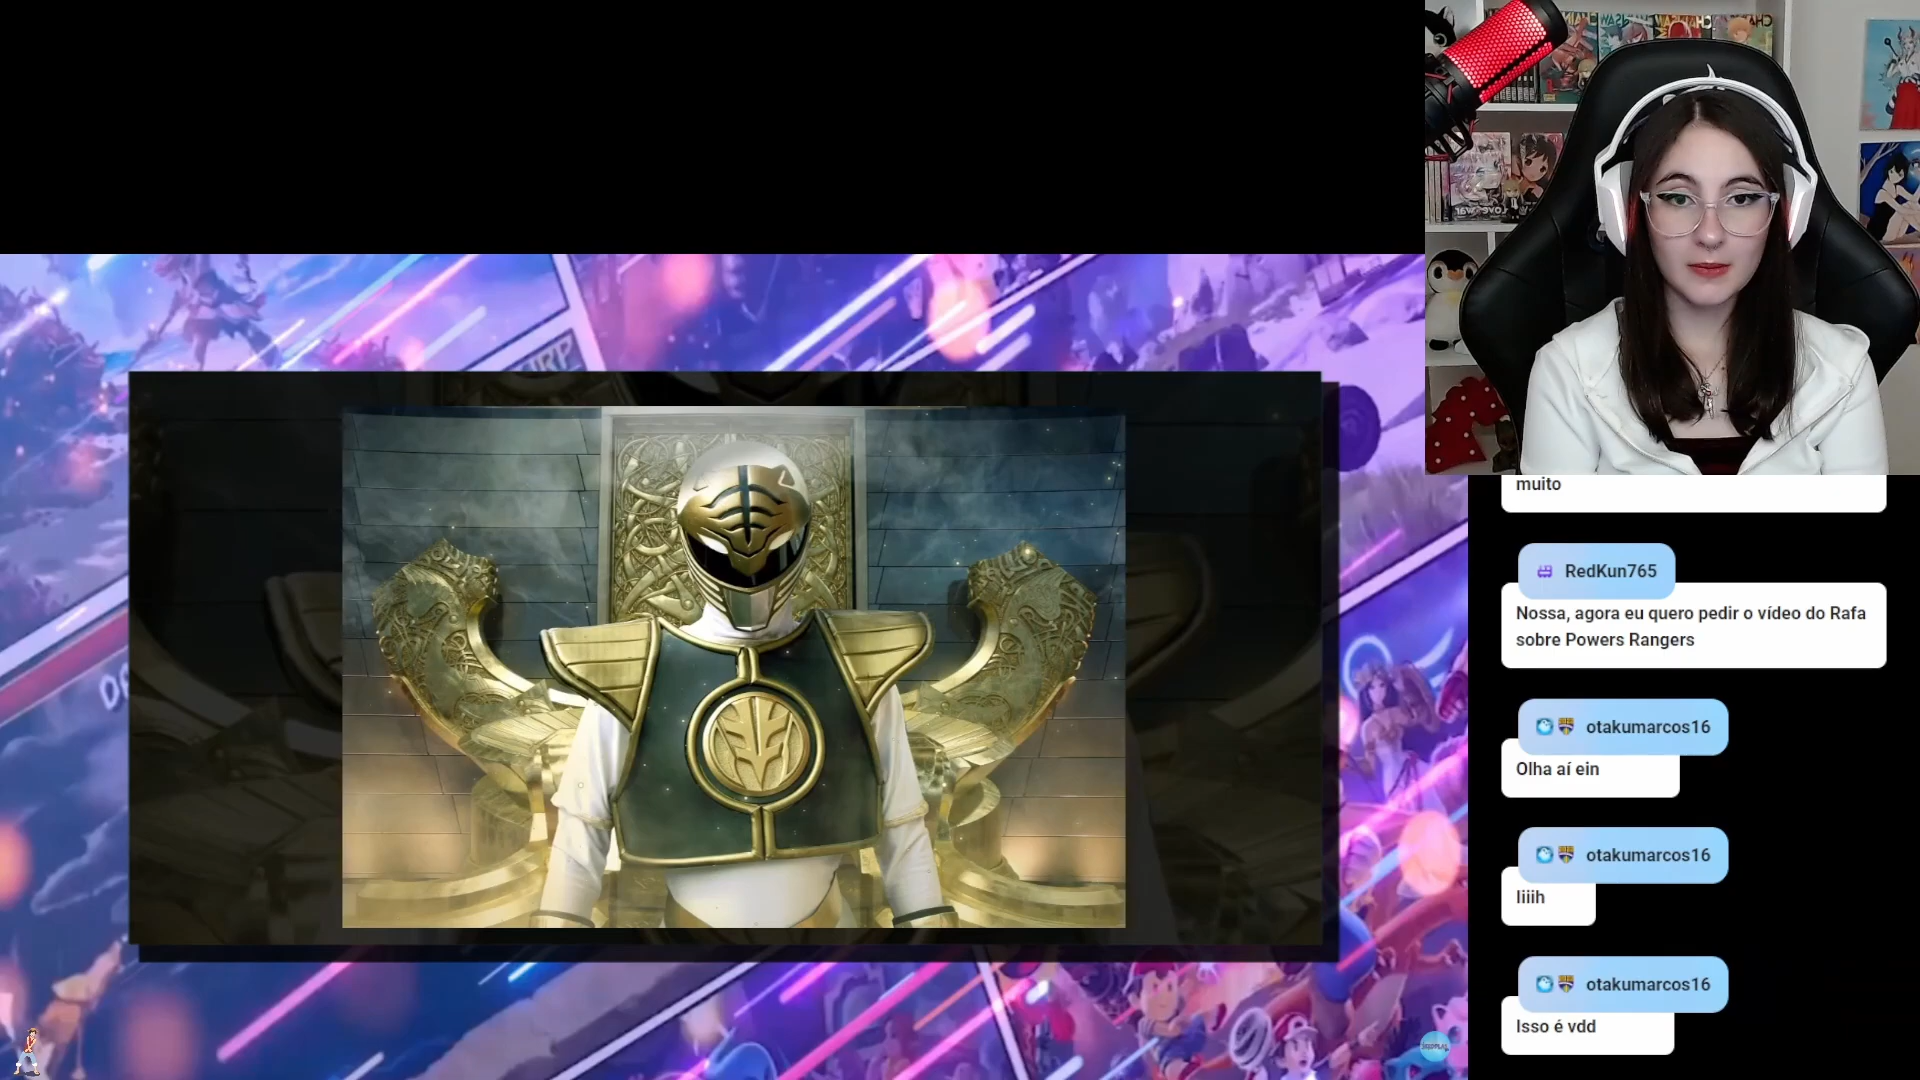 muito
RedKun765
Nossa, agora eu quero pedir o vídeo do Rafa
sobre Powers Rangers
otakumarcos16
Olha aí ein
otakumarcos16
Iiiih
otakumarcos16
Isso é vdd